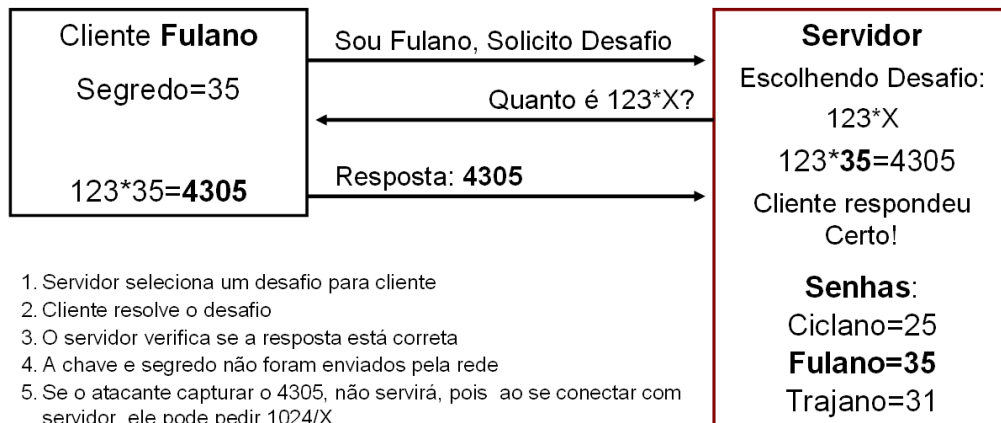 Cliente Fulano
Segredo=35
123*35=4305
Sou Fulano, Solicito Desafio
Quanto é 123*X?
Resposta: 4305
Servidor
Escolhendo Desafio:
123*X
123*35=4305
Cliente respondeu
Certo!
Senhas:
Ciclano=25
Fulano=35
Trajano=31
1. Servidor seleciona um desafio para cliente
2. Cliente resolve o desafio
3. O servidor verifica se a resposta está correta
4. A chave e segredo não foram enviados pela rede
5. Se o atacante capturar o 4305, não servirá, pois ao se conectar com
servidor, ele pode pedir 1024/X